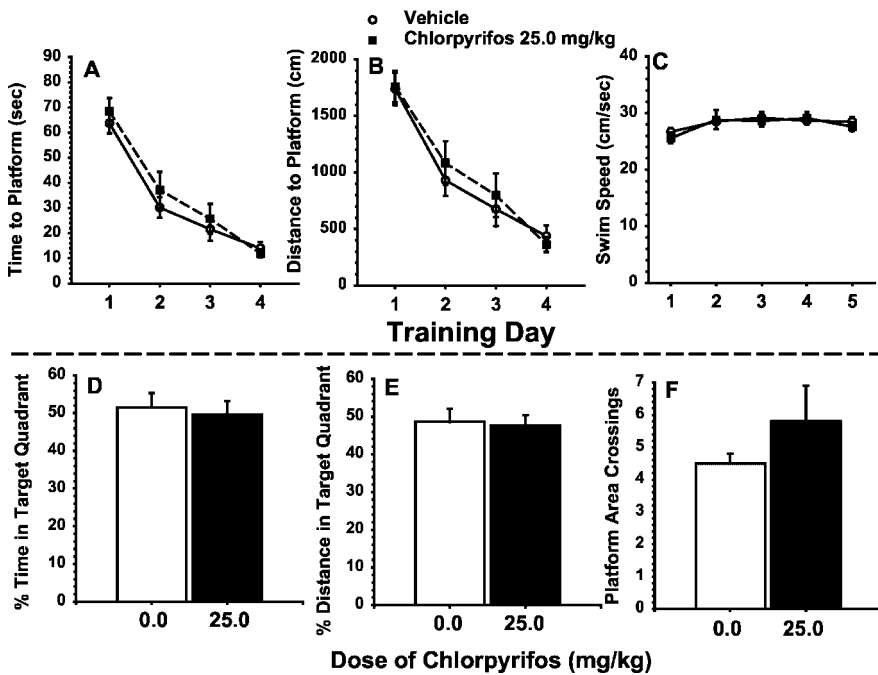 Vehicle
Chlorpyrifos 25.0 mg/kg
A
Time to Platform (sec)
90
80
70
60
50
40
30
20
10
0
1 2 3 4
B
Distance to Platform (cm)
2000
1500
1000
500
0
1 2 3 4
C
Swim Speed (cm/sec)
40
30
20
10
0
1 2 3 4 5
Training Day
D
% Time in Target Quadrant
60
50
40
30
20
10
0
0.0 25.0
E
% Distance in Target Quadrant
60
50
40
30
20
10
0
0.0 25.0
F
Platform Area Crossings
7
6
5
4
3
2
1
0
0.0 25.0
Dose of Chlorpyrifos (mg/kg)